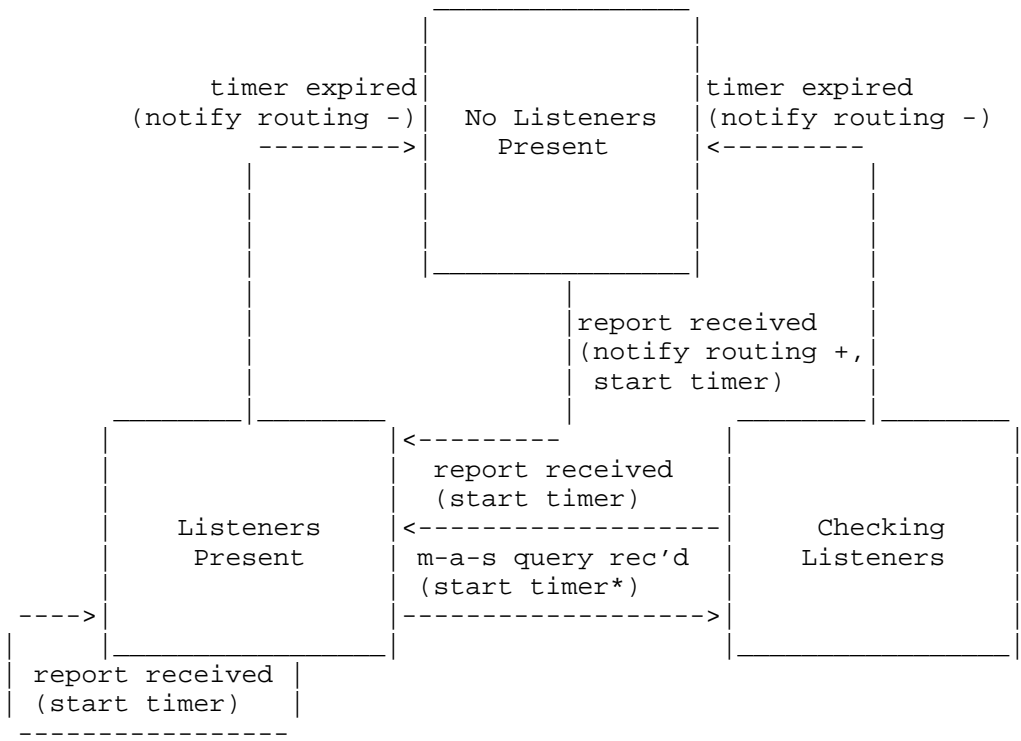 timer expired timer expired
(notify routing -) No Listeners (notify routing -)
Present
report received
(notify routing +,
start timer)
report received
(start timer)
Listeners Checking
Present m-a-s query rec'd Listeners
(start timer*)
report received
(start timer)